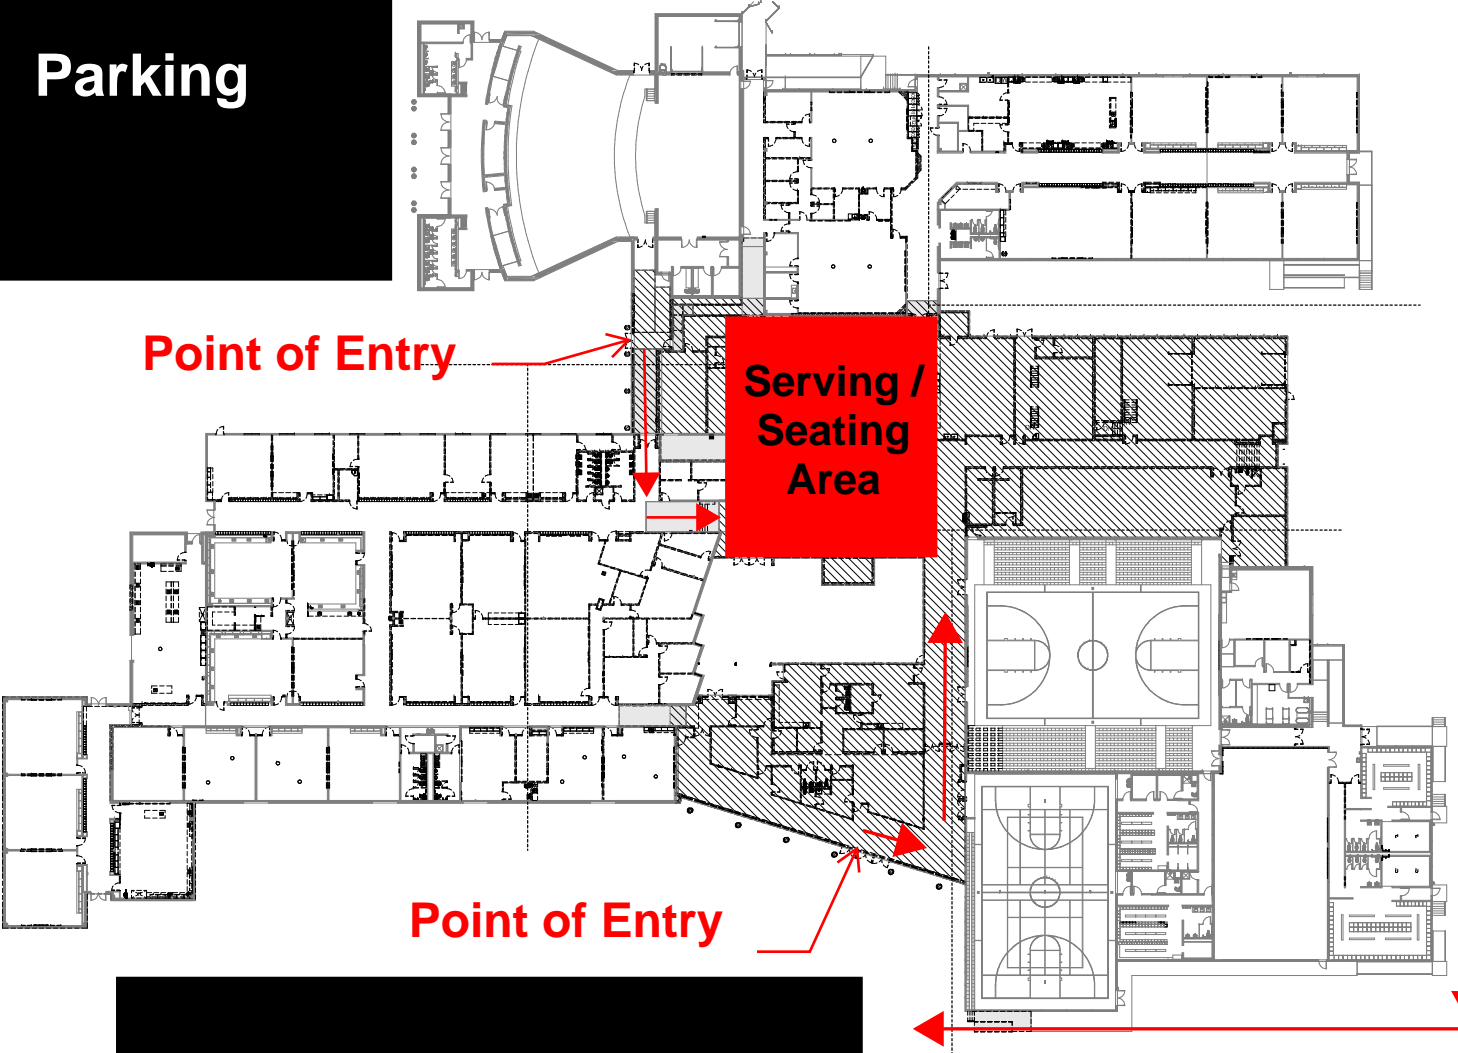 Parking
Point of Entry
Serving /
Seating
Area
Point of Entry